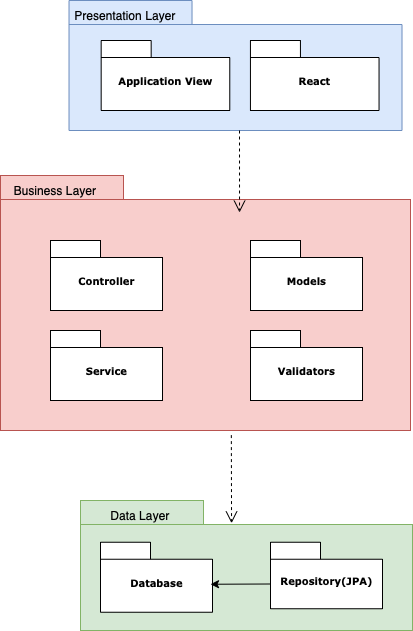 Presentation Layer
Application View
React
Business Layer
Controller
Models
Service
Validators
Data Layer
Database
Repository(JPA)